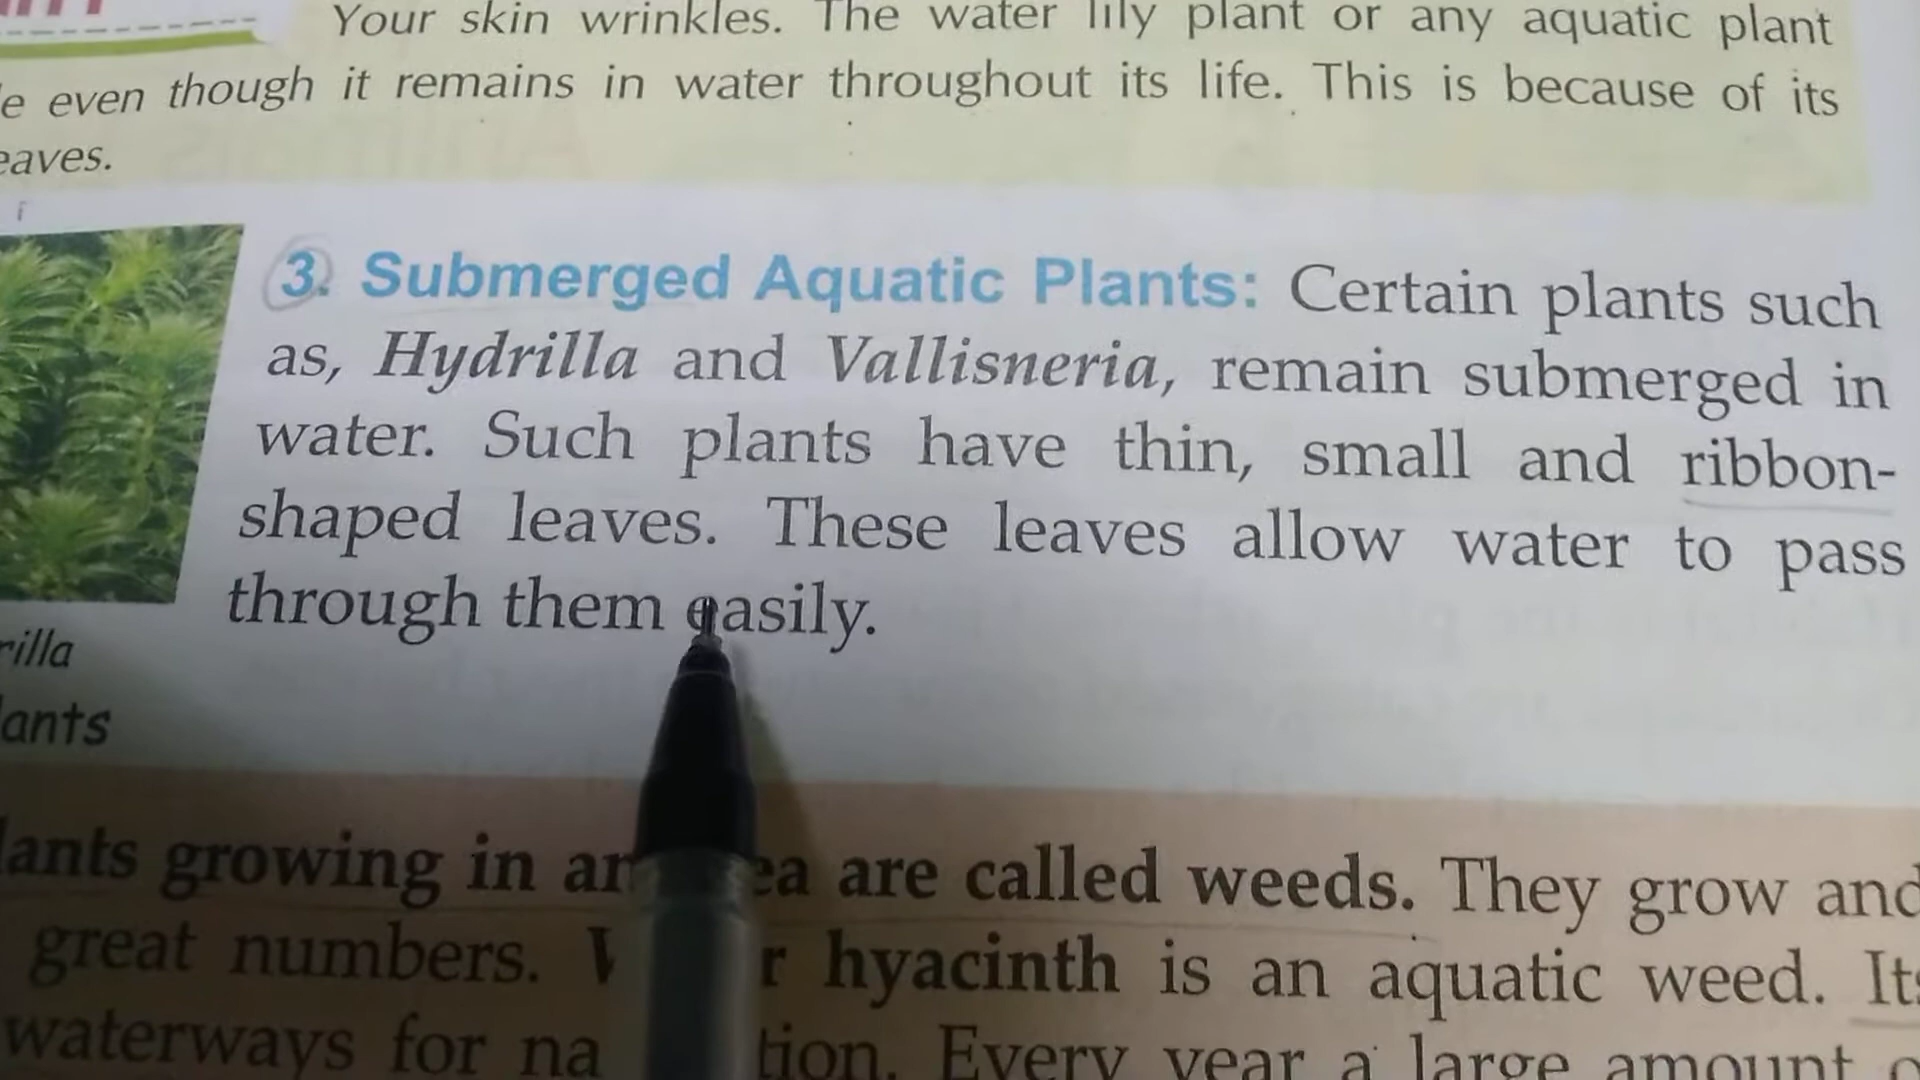 Your skin wrinkles. The water lily plant or any aquatic plant
even though it remains in water throughout its life. This is because of its
eaves.
3. Submerged Aquatic Plants: Certain plants such
as, Hydrilla and Vallisneria, remain submerged in
water. Such plants have thin, small and ribbon-
shaped leaves. These leaves allow water to pass
through them easily.
rilla
lants
lants growing in an ea are called weeds. They grow and
great numbers. r hyacinth is an aquatic weed. Its
waterways for na tion. Every year a large amount